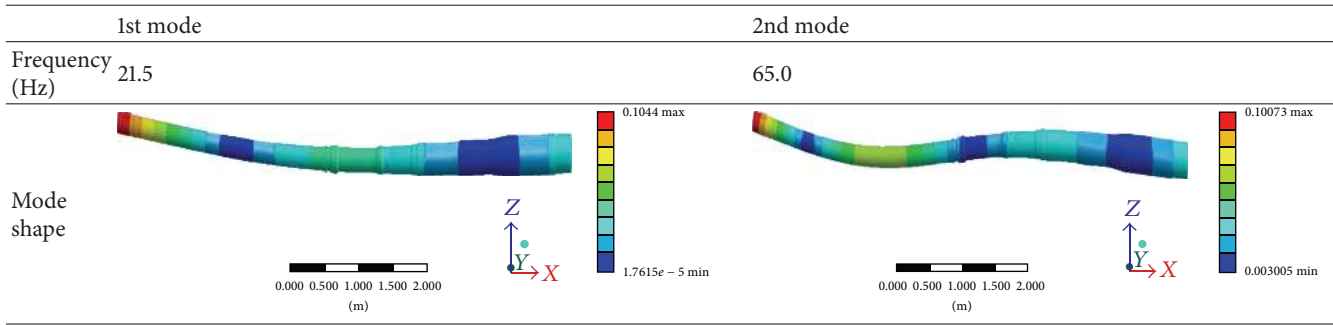 1st mode 2nd mode
Frequency (Hz) 21.5 65.0
Mode shape
0.1044 max
1.7615e − 5 min
Z
Y
X
0.000 0.500 1.000 1.500 2.000
(m)
0.10073 max
0.003005 min
Z
Y
X
0.000 0.500 1.000 1.500 2.000
(m)